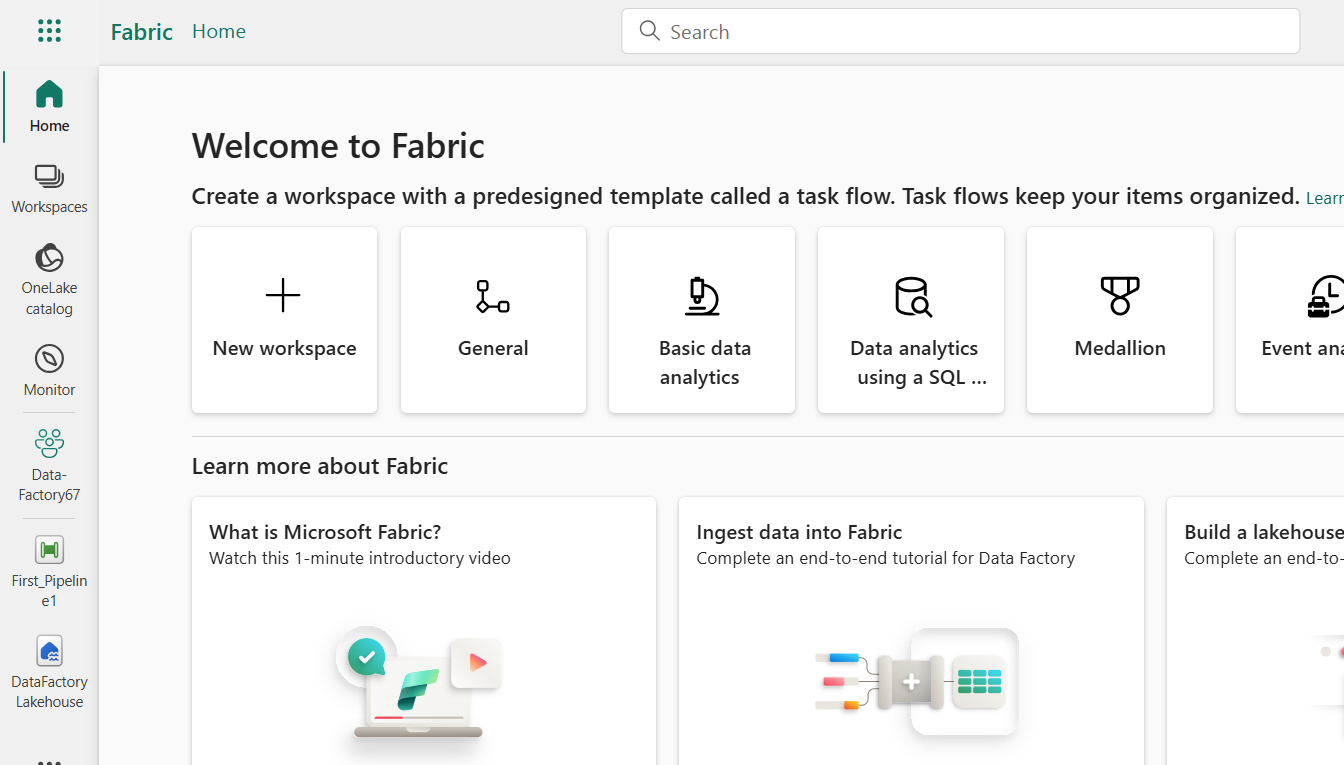 Fabric Home
Search
Home
Workspaces
OneLake
catalog
Monitor
Data-
Factory67
First_Pipelin
e1
DataFactory
Lakehouse
Welcome to Fabric
Create a workspace with a predesigned template called a task flow. Task flows keep your items organized. Learn
New workspace
General
Basic data
analytics
Data analytics
using a SQL ...
Medallion
Event ana
Learn more about Fabric
What is Microsoft Fabric?
Watch this 1-minute introductory video
Ingest data into Fabric
Complete an end-to-end tutorial for Data Factory
Build a lakehouse
Complete an end-to-